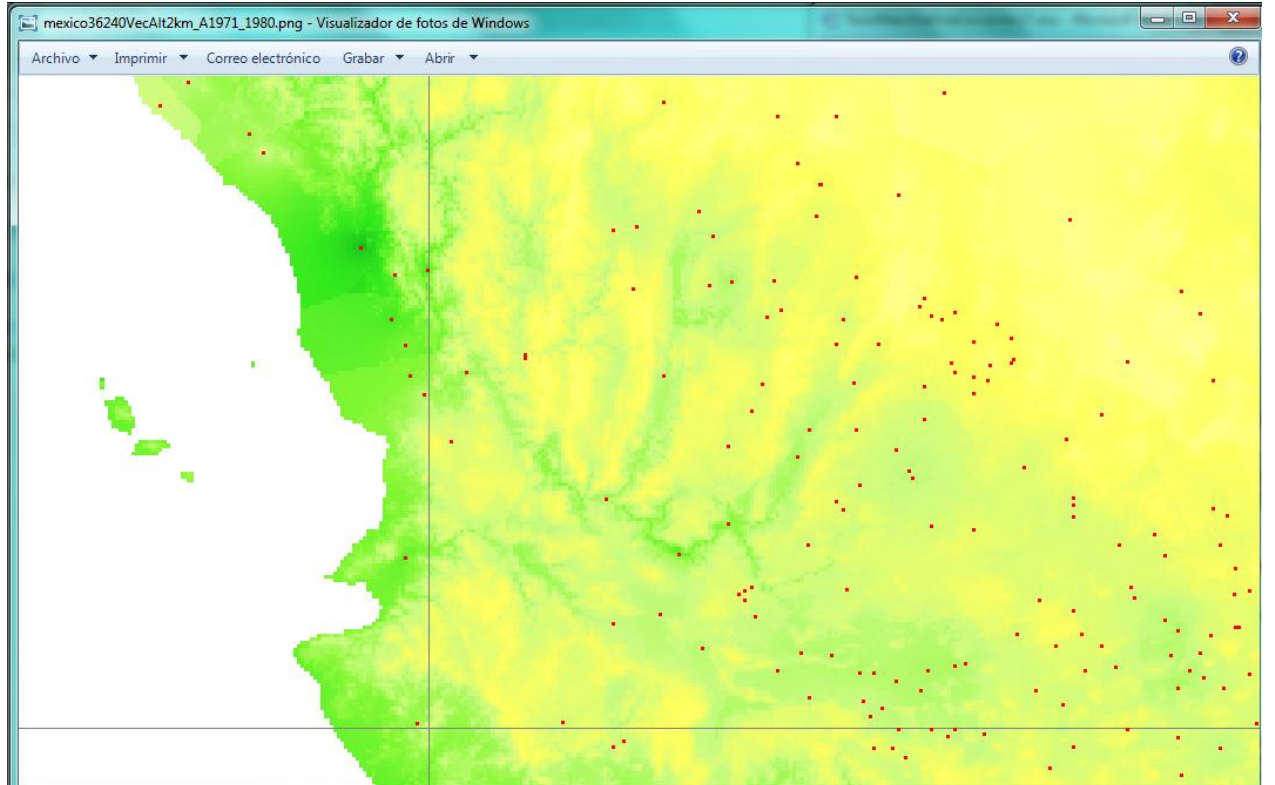 mexico36240VecAlt2km_A1971_1980.png - Visualizador de fotos de Windows
Archivo Imprimir Correo electrónico Grabar Abrir